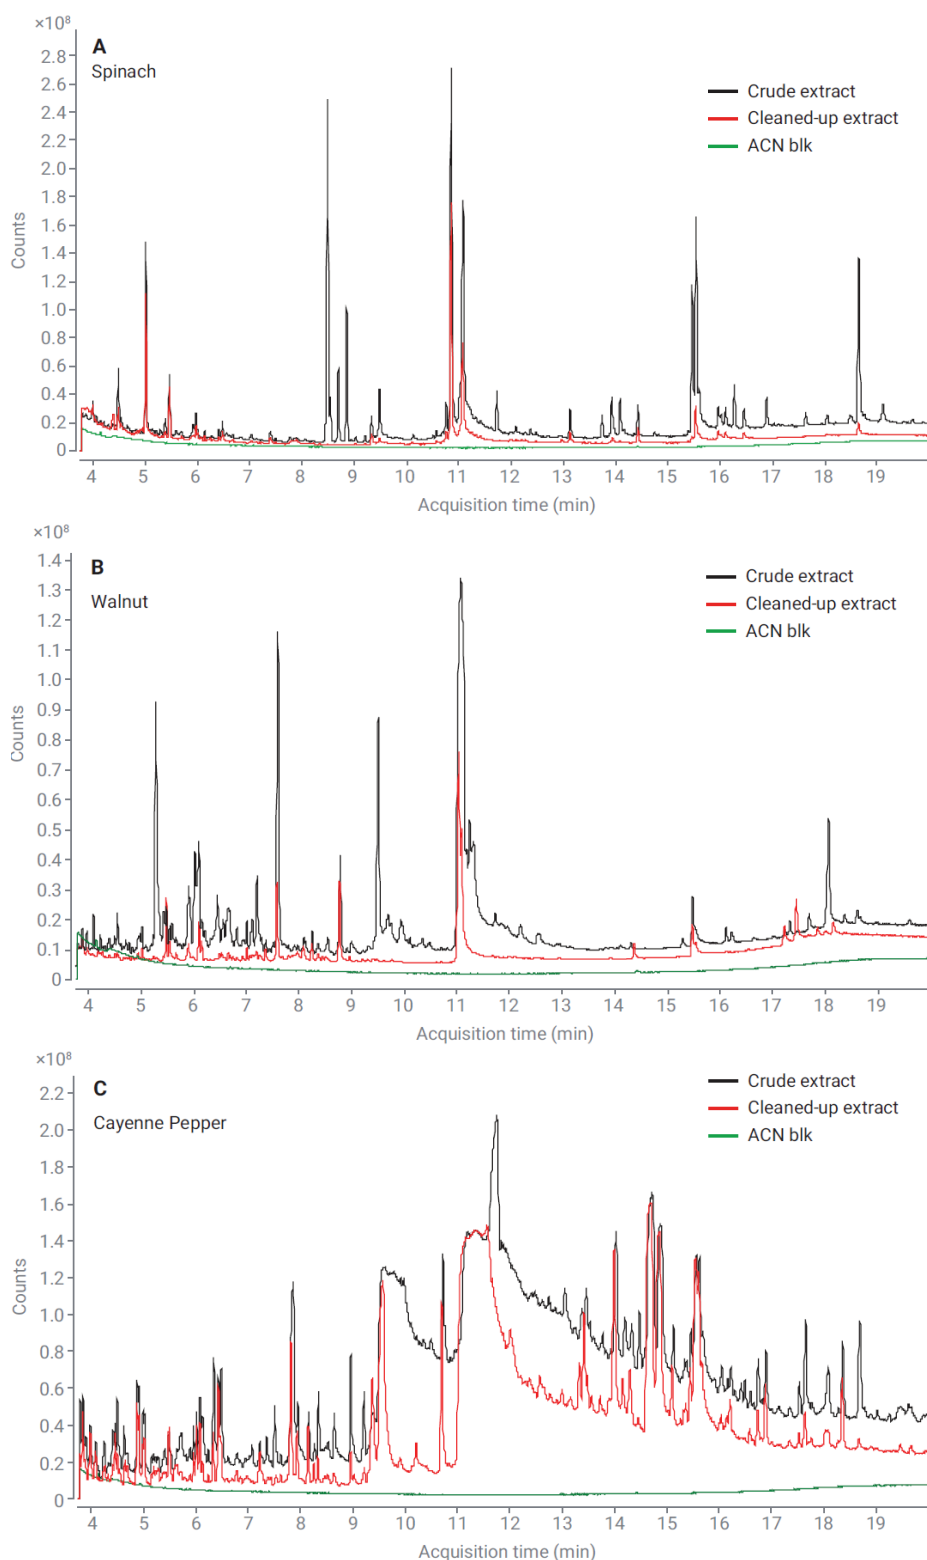 ×10⁸
A
Spinach
Crude extract
Cleaned-up extract
ACN blk
2.8
2.6
2.4
2.2
2.0
1.8
1.6
1.4
1.2
1.0
0.8
0.6
0.4
0.2
0
Counts
4 5 6 7 8 9 10 11 12 13 14 15 16 17 18 19
Acquisition time (min)
×10⁸
B
Walnut
Crude extract
Cleaned-up extract
ACN blk
1.4
1.3
1.2
1.1
1.0
0.9
0.8
0.7
0.6
0.5
0.4
0.3
0.2
0.1
0
Counts
4 5 6 7 8 9 10 11 12 13 14 15 16 17 18 19
Acquisition time (min)
×10⁸
C
Cayenne Pepper
Crude extract
Cleaned-up extract
ACN blk
2.2
2.0
1.8
1.6
1.4
1.2
1.0
0.8
0.6
0.4
0.2
0
Counts
4 5 6 7 8 9 10 11 12 13 14 15 16 17 18 19
Acquisition time (min)